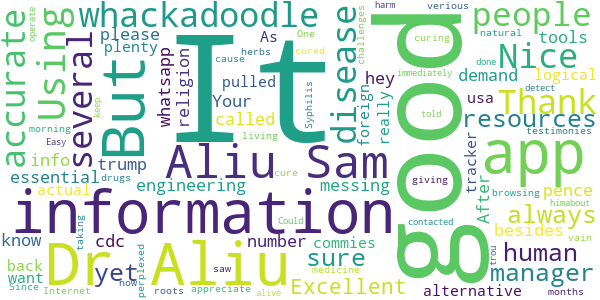 whackadoodle
It
good
people
accurate
Using
several
But
please
plenty
As
whatsapp
religion
pulled
herbs
One
cured
cause
disease
Syphilis
challenges
foreign
hey
really
harm
verious
curing
natural
operate
Nice
tools
done
demand
logical
immediately
detect
usa
Thank
told
resources
testimonies
Your
called
living
info
keep
morning
trump
Easy
drugs
essential
actual
Aliu Sam
engineering
cure
messing
giving
app
tracker
After
pence
browsing
himabout
information
always
besides
human
know
yet
cdc
number
Could
commies
sure
contacted
vain
trou
back
want
taking
Dr Aliu
perplexed
saw
appreciate
medicine
Excellent
manager
Since
Internet
now
roots
alive
alternative
months